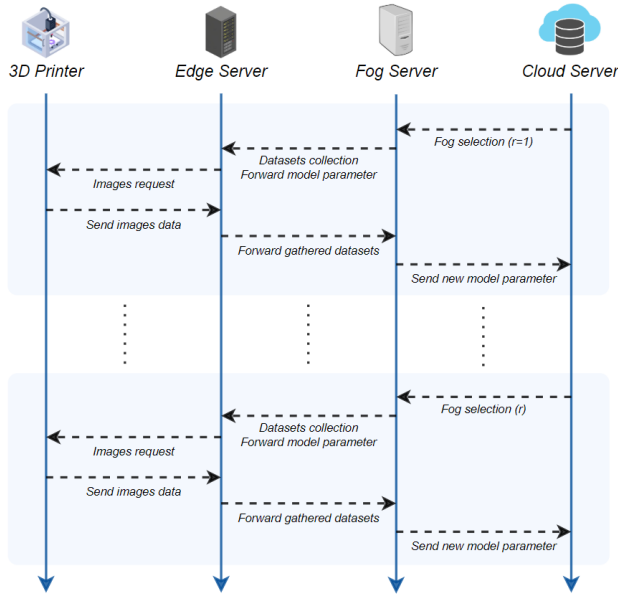 3D Printer
Edge Server
Fog Server
Cloud Server
Fog selection (r=1)
Datasets collection
Forward model parameter
Images request
Send images data
Forward gathered datasets
Send new model parameter
Fog selection (r)
Datasets collection
Forward model parameter
Images request
Send images data
Forward gathered datasets
Send new model parameter